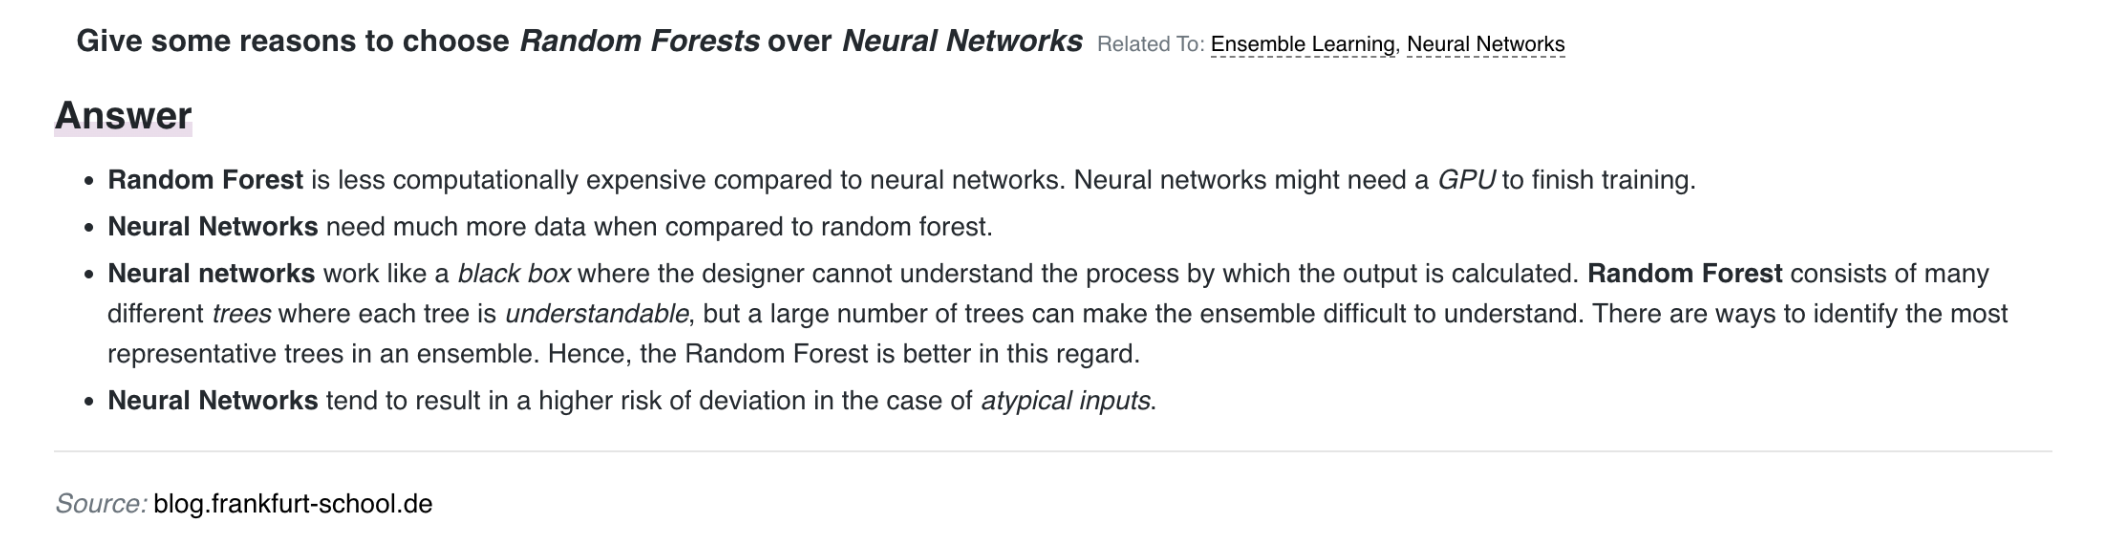 Give some reasons to choose Random Forests over Neural Networks Related To: Ensemble Learning, Neural Networks
Answer
• Random Forest is less computationally expensive compared to neural networks. Neural networks might need a GPU to finish training.
• Neural Networks need much more data when compared to random forest.
• Neural networks work like a black box where the designer cannot understand the process by which the output is calculated. Random Forest consists of many
different trees where each tree is understandable, but a large number of trees can make the ensemble difficult to understand. There are ways to identify the most
representative trees in an ensemble. Hence, the Random Forest is better in this regard.
• Neural Networks tend to result in a higher risk of deviation in the case of atypical inputs.
Source: blog.frankfurt-school.de